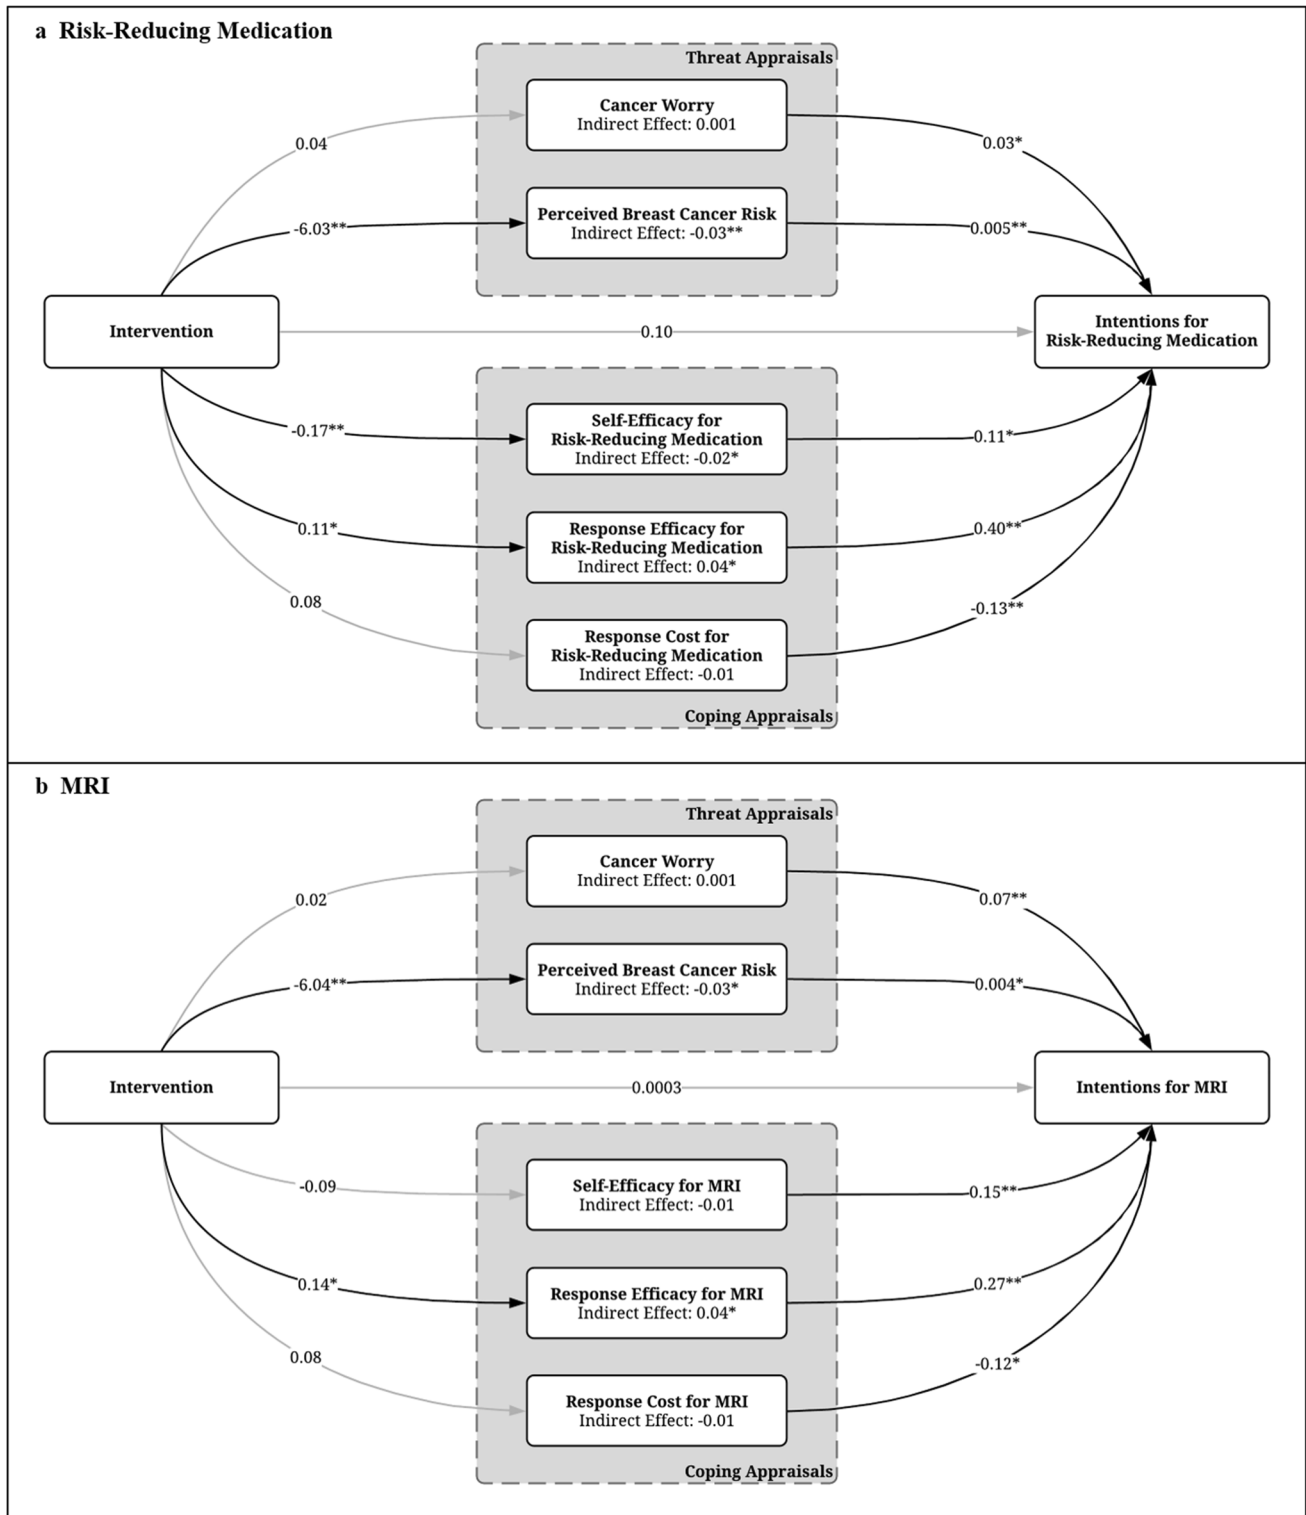 a Risk-Reducing Medication
Threat Appraisals
Cancer Worry
Indirect Effect: 0.001
0.04
0.03*
Perceived Breast Cancer Risk
Indirect Effect: -0.03**
-6.03**
0.005**
Intervention
0.10
Intentions for
Risk-Reducing Medication
Self-Efficacy for
Risk-Reducing Medication
Indirect Effect: -0.02*
-0.17**
0.11*
Response Efficacy for
Risk-Reducing Medication
Indirect Effect: 0.04*
0.11*
0.40**
0.08
-0.13**
Response Cost for
Risk-Reducing Medication
Indirect Effect: -0.01
Coping Appraisals
b MRI
Threat Appraisals
Cancer Worry
Indirect Effect: 0.001
0.02
0.07**
Perceived Breast Cancer Risk
Indirect Effect: -0.03*
-6.04**
0.004*
Intervention
0.0003
Intentions for MRI
Self-Efficacy for MRI
Indirect Effect: -0.01
-0.09
0.15**
Response Efficacy for MRI
Indirect Effect: 0.04*
0.14*
0.27**
0.08
-0.12*
Response Cost for MRI
Indirect Effect: -0.01
Coping Appraisals